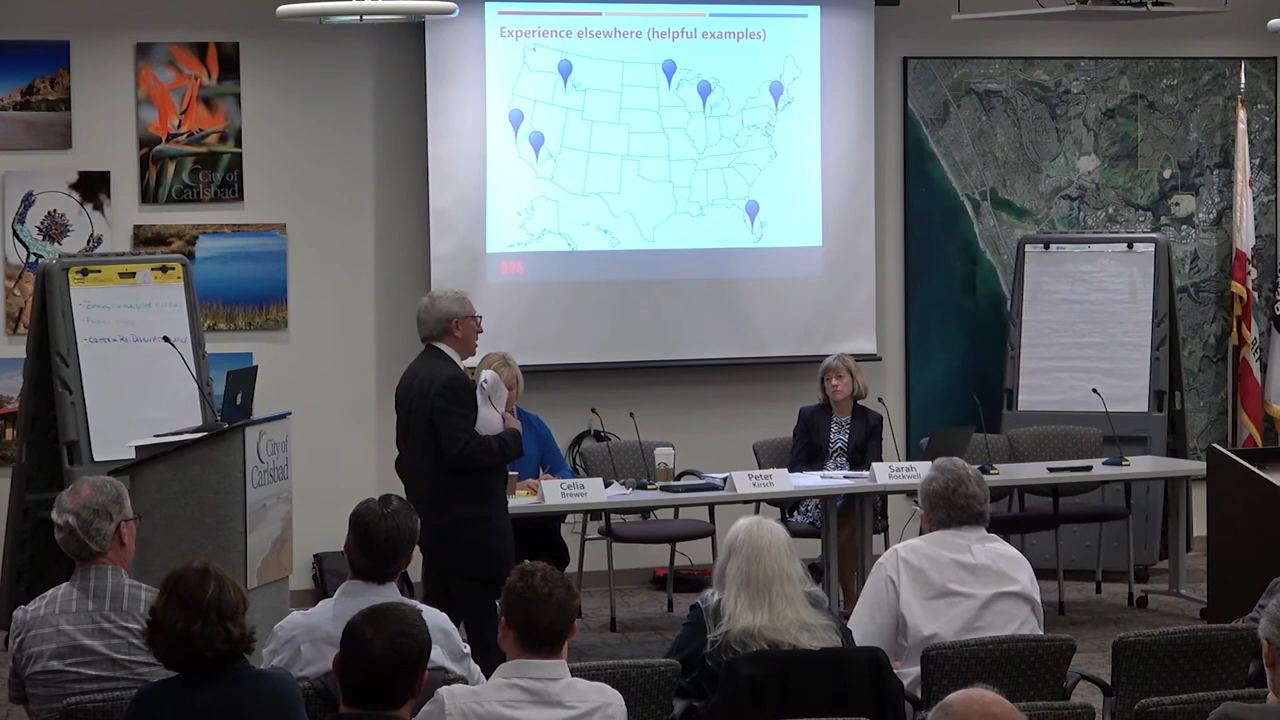 Experience elsewhere (helpful examples)
City of
Carlsbad
City of
Carlsbad
Celia
Brewer
Peter
Kirsch
Sarah
Rockwell